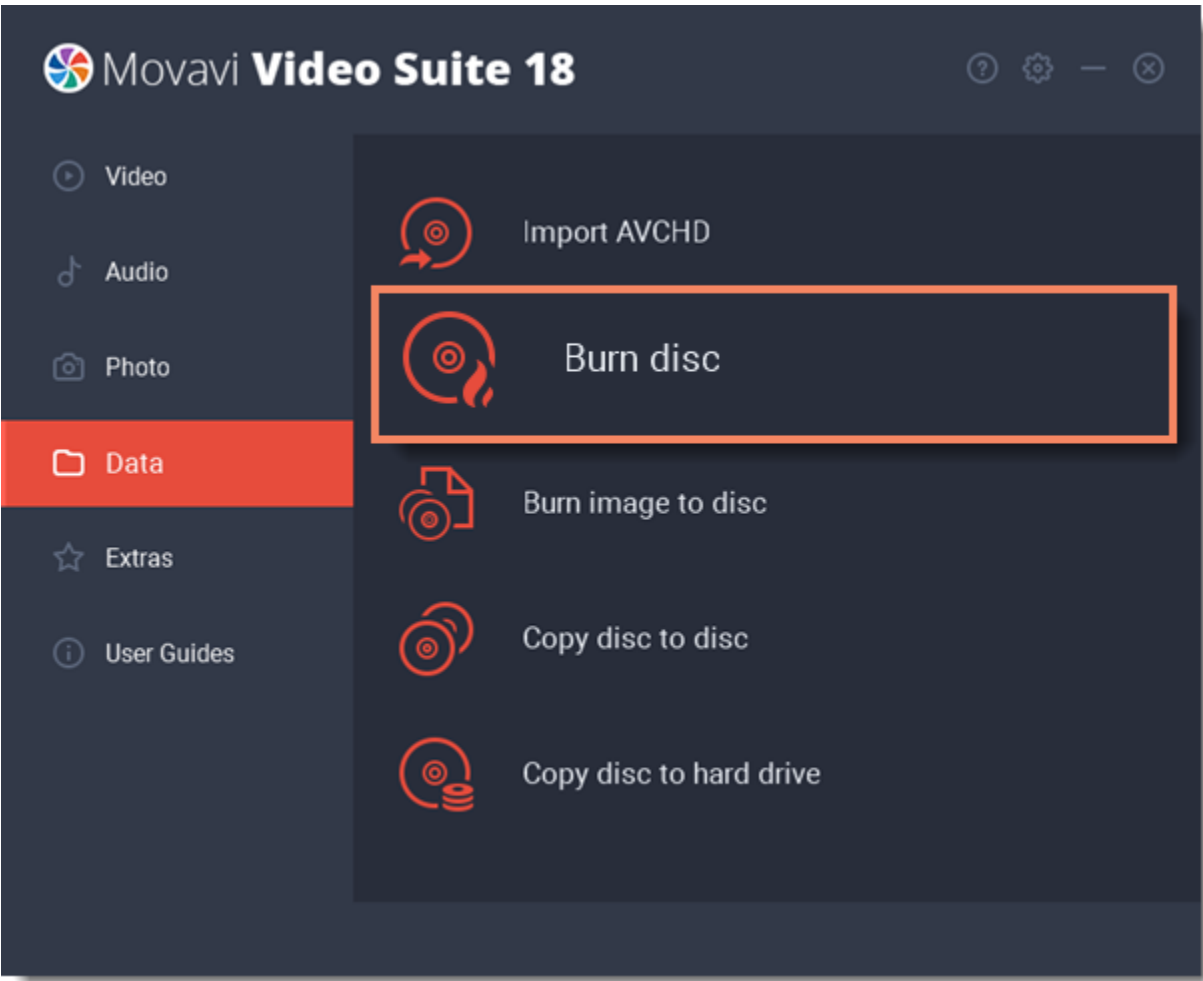 Movavi Video Suite 18
Video
Audio
Photo
Data
Extras
User Guides
Import AVCHD
Burn disc
Burn image to disc
Copy disc to disc
Copy disc to hard drive